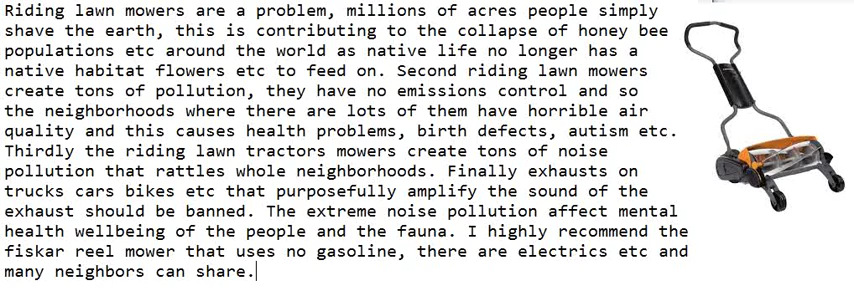 Riding lawn mowers are a problem, millions of acres people simply
shave the earth, this is contributing to the collapse of honey bee
populations etc around the world as native life no longer has a
native habitat flowers etc to feed on. Second riding lawn mowers
create tons of pollution, they have no emissions control and so
the neighborhoods where there are lots of them have horrible air
quality and this causes health problems, birth defects, autism etc.
Thirdly the riding lawn tractors mowers create tons of noise
pollution that rattles whole neighborhoods. Finally exhausts on
trucks cars bikes etc that purposefully amplify the sound of the
exhaust should be banned. The extreme noise pollution affect mental
health wellbeing of the people and the fauna. I highly recommend the
fiskar reel mower that uses no gasoline, there are electrics etc and
many neighbors can share.